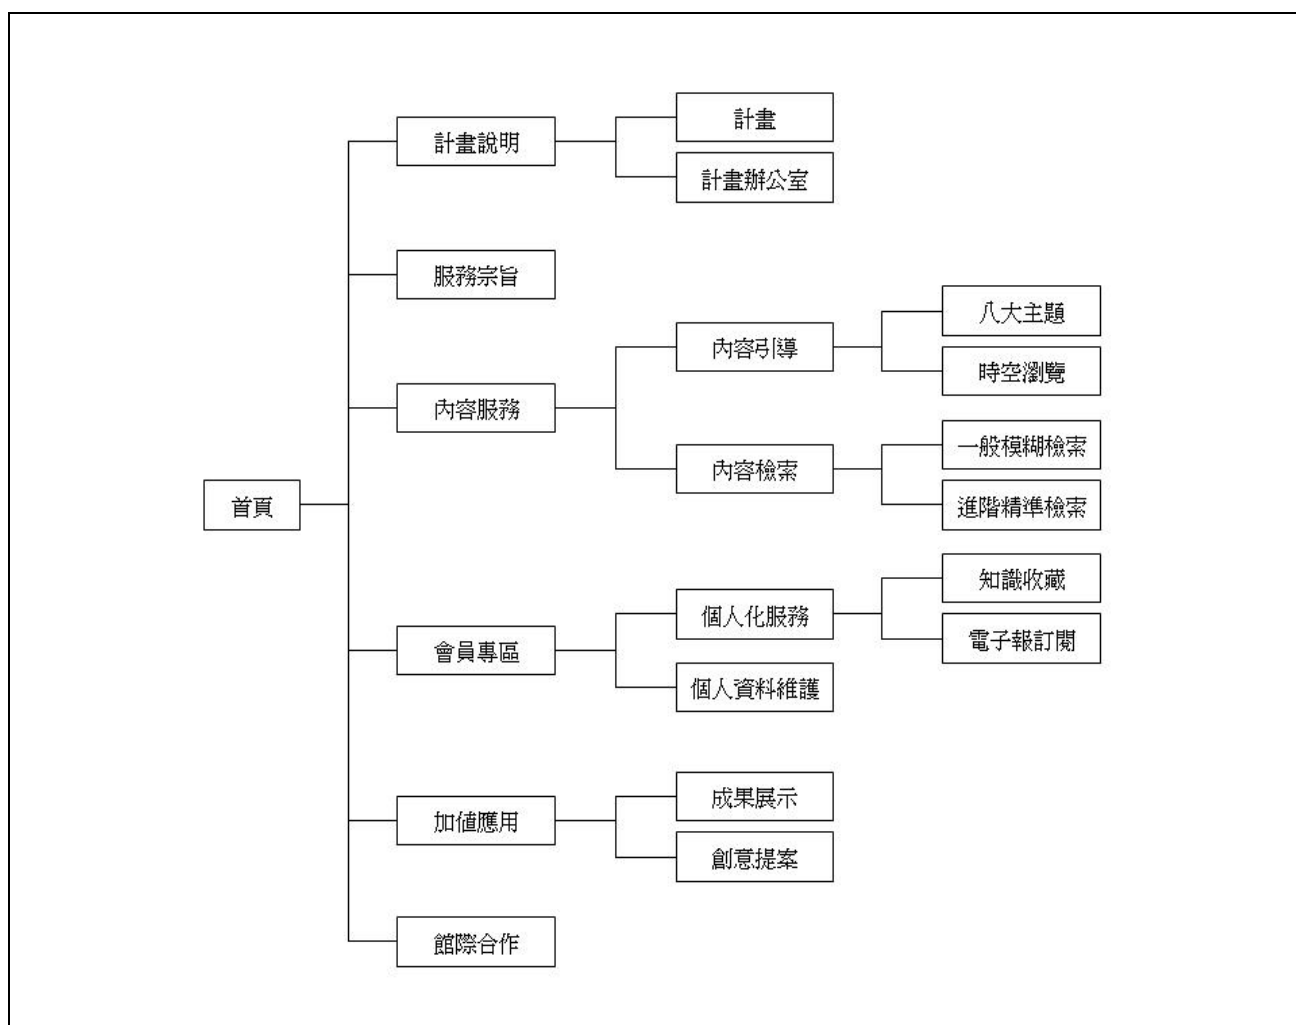 首頁
計畫說明
計畫
計畫辦公室
服務宗旨
內容服務
內容引導
八大主題
時空瀏覽
內容檢索
一般模糊檢索
進階精準檢索
會員專區
個人化服務
知識收藏
電子報訂閱
個人資料維護
加值應用
成果展示
創意提案
館際合作